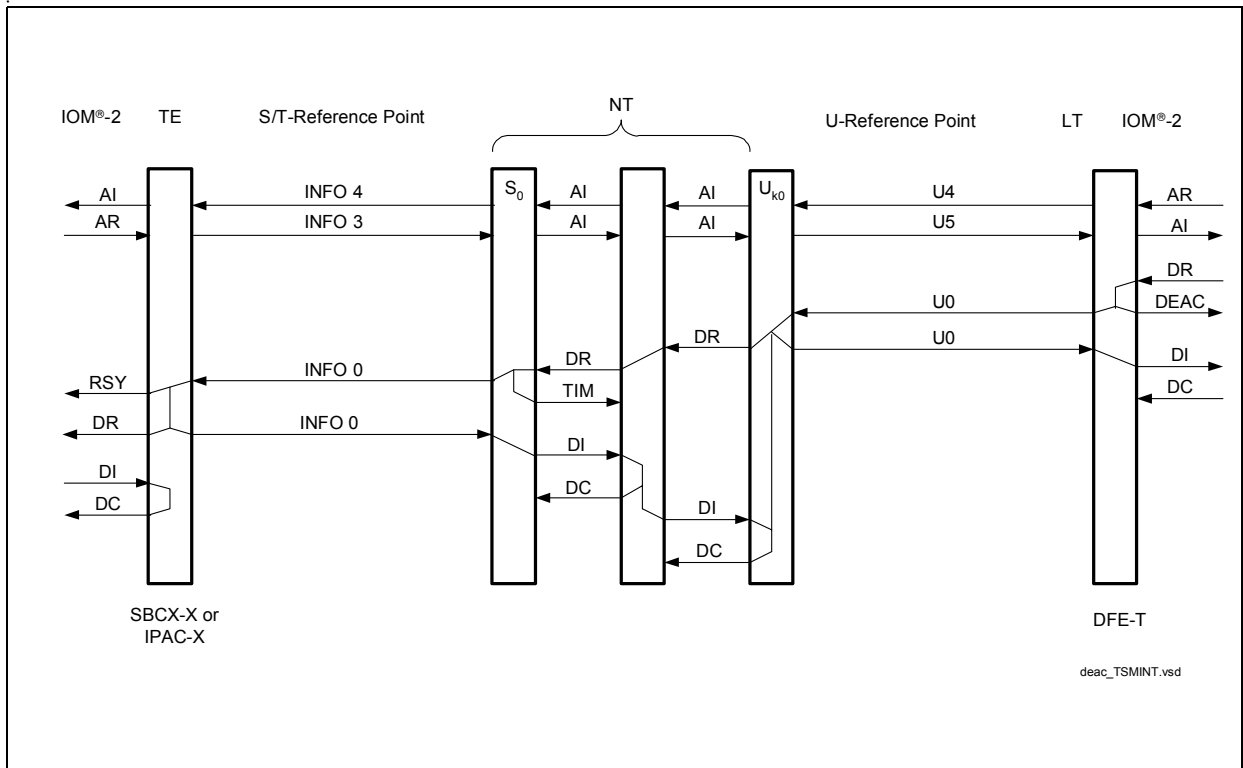 NT
IOM®-2 TE S/T-Reference Point U-Reference Point LT IOM®-2
S0 Uk0
AI INFO 4 AI AI U4 AR
AR INFO 3 AI AI U5 AI
DR
U0 DEAC
DR U0
INFO 0 DR DI
RSY TIM DC
DR INFO 0
DI
DI DC
DC DI
DC
SBCX-X or
IPAC-X
DFE-T
deac_TSMINT.vsd